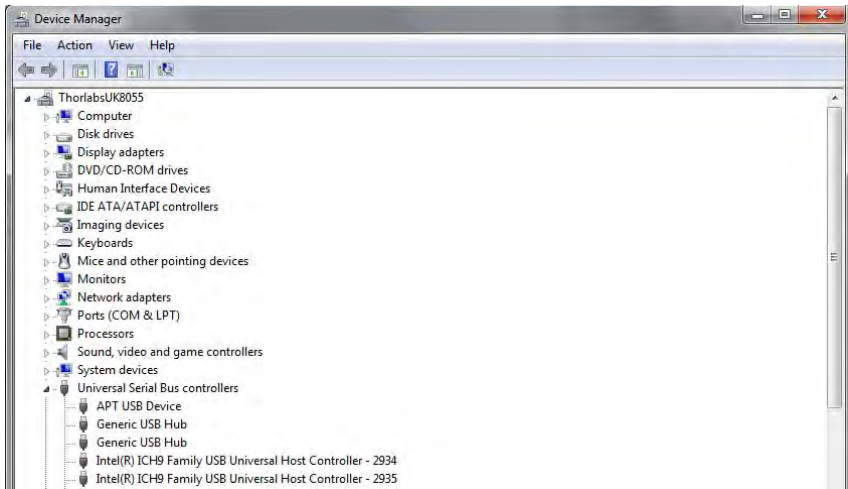 Device Manager
File Action View Help
ThorlabsUK8055
Computer
Disk drives
Display adapters
DVD/CD-ROM drives
Human Interface Devices
IDE ATA/ATAPI controllers
Imaging devices
Keyboards
Mice and other pointing devices
Monitors
Network adapters
Ports (COM & LPT)
Processors
Sound, video and game controllers
System devices
Universal Serial Bus controllers
APT USB Device
Generic USB Hub
Generic USB Hub
Intel(R) ICH9 Family USB Universal Host Controller - 2934
Intel(R) ICH9 Family USB Universal Host Controller - 2935